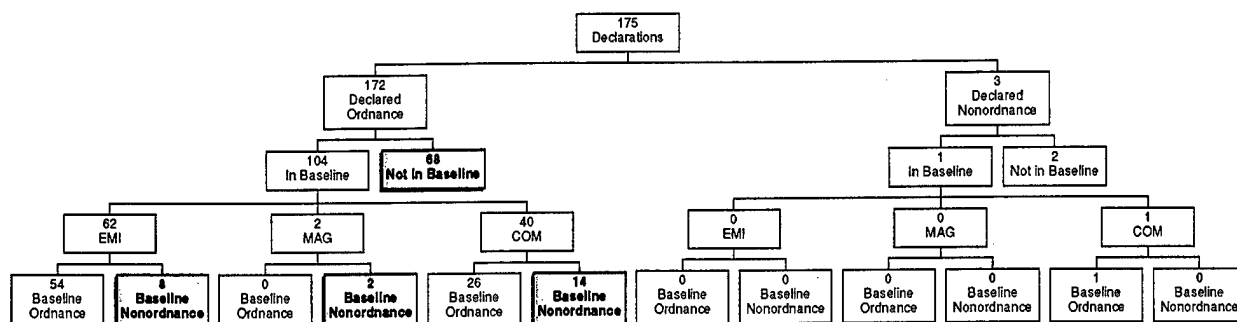 175
Declarations
172
Declared
Ordnance
3
Declared
Nonordnance
104
In Baseline
68
Not In Baseline
1
In Baseline
2
Not in Baseline
62
EMI
2
MAG
40
COM
0
EMI
0
MAG
1
COM
54
Baseline
Ordnance
8
Baseline
Nonordnance
0
Baseline
Ordnance
2
Baseline
Nonordnance
26
Baseline
Ordnance
14
Baseline
Nonordnance
0
Baseline
Ordnance
0
Baseline
Nonordnance
0
Baseline
Ordnance
0
Baseline
Nonordnance
1
Baseline
Ordnance
0
Baseline
Nonordnance